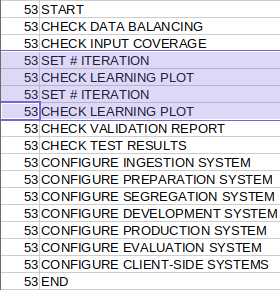 53 START
53 CHECK DATA BALANCING
53 CHECK INPUT COVERAGE
53 SET # ITERATION
53 CHECK LEARNING PLOT
53 SET # ITERATION
53 CHECK LEARNING PLOT
53 CHECK VALIDATION REPORT
53 CHECK TEST RESULTS
53 CONFIGURE INGESTION SYSTEM
53 CONFIGURE PREPARATION SYSTEM
53 CONFIGURE SEGREGATION SYSTEM
53 CONFIGURE DEVELOPMENT SYSTEM
53 CONFIGURE PRODUCTION SYSTEM
53 CONFIGURE EVALUATION SYSTEM
53 CONFIGURE CLIENT-SIDE SYSTEMS
53 END